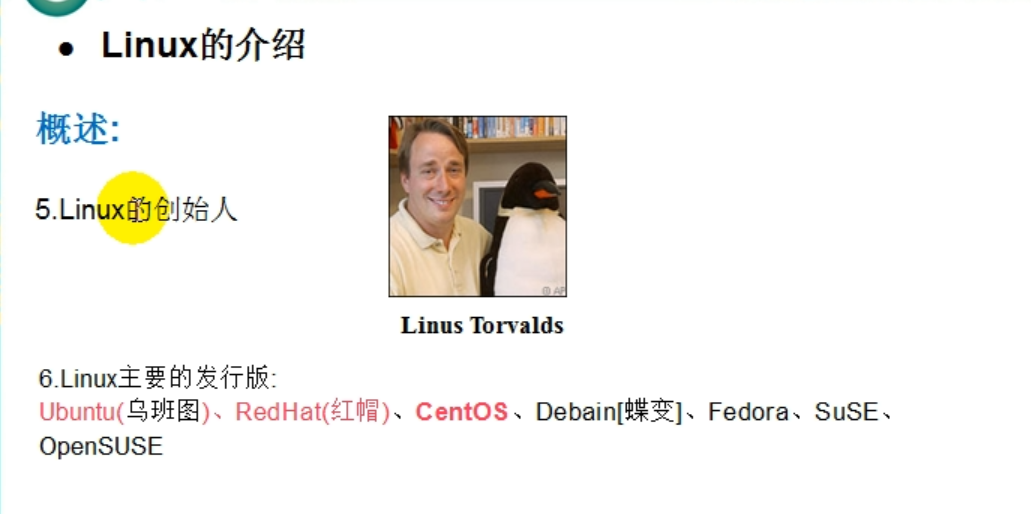 Linux的介绍
概述:
5.Linux的创始人
© AP
Linus Torvalds
6.Linux主要的发行版:
Ubuntu(乌班图)、RedHat(红帽)、CentOS、Debain[蝶变]、Fedora、SuSE、
OpenSUSE